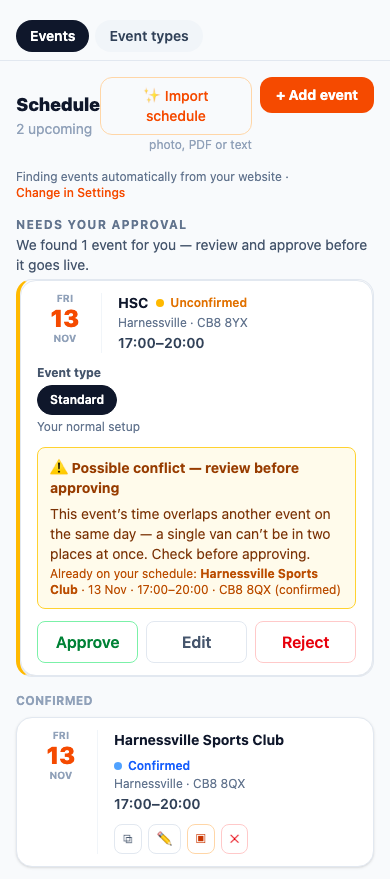 Events
Event types
Schedule
2 upcoming
✨ Import
schedule
+ Add event
photo, PDF or text
Finding events automatically from your website ·
Change in Settings
NEEDS YOUR APPROVAL
We found 1 event for you — review and approve before
it goes live.
FRI
13
NOV
HSC
Unconfirmed
Harnessville · CB8 8YX
17:00–20:00
Event type
Standard
Your normal setup
⚠️ Possible conflict — review before
approving
This event’s time overlaps another event on
the same day — a single van can’t be in two
places at once. Check before approving.
Already on your schedule: Harnessville Sports
Club · 13 Nov · 17:00–20:00 · CB8 8QX (confirmed)
Approve
Edit
Reject
CONFIRMED
FRI
13
NOV
Harnessville Sports Club
Confirmed
Harnessville · CB8 8QX
17:00–20:00